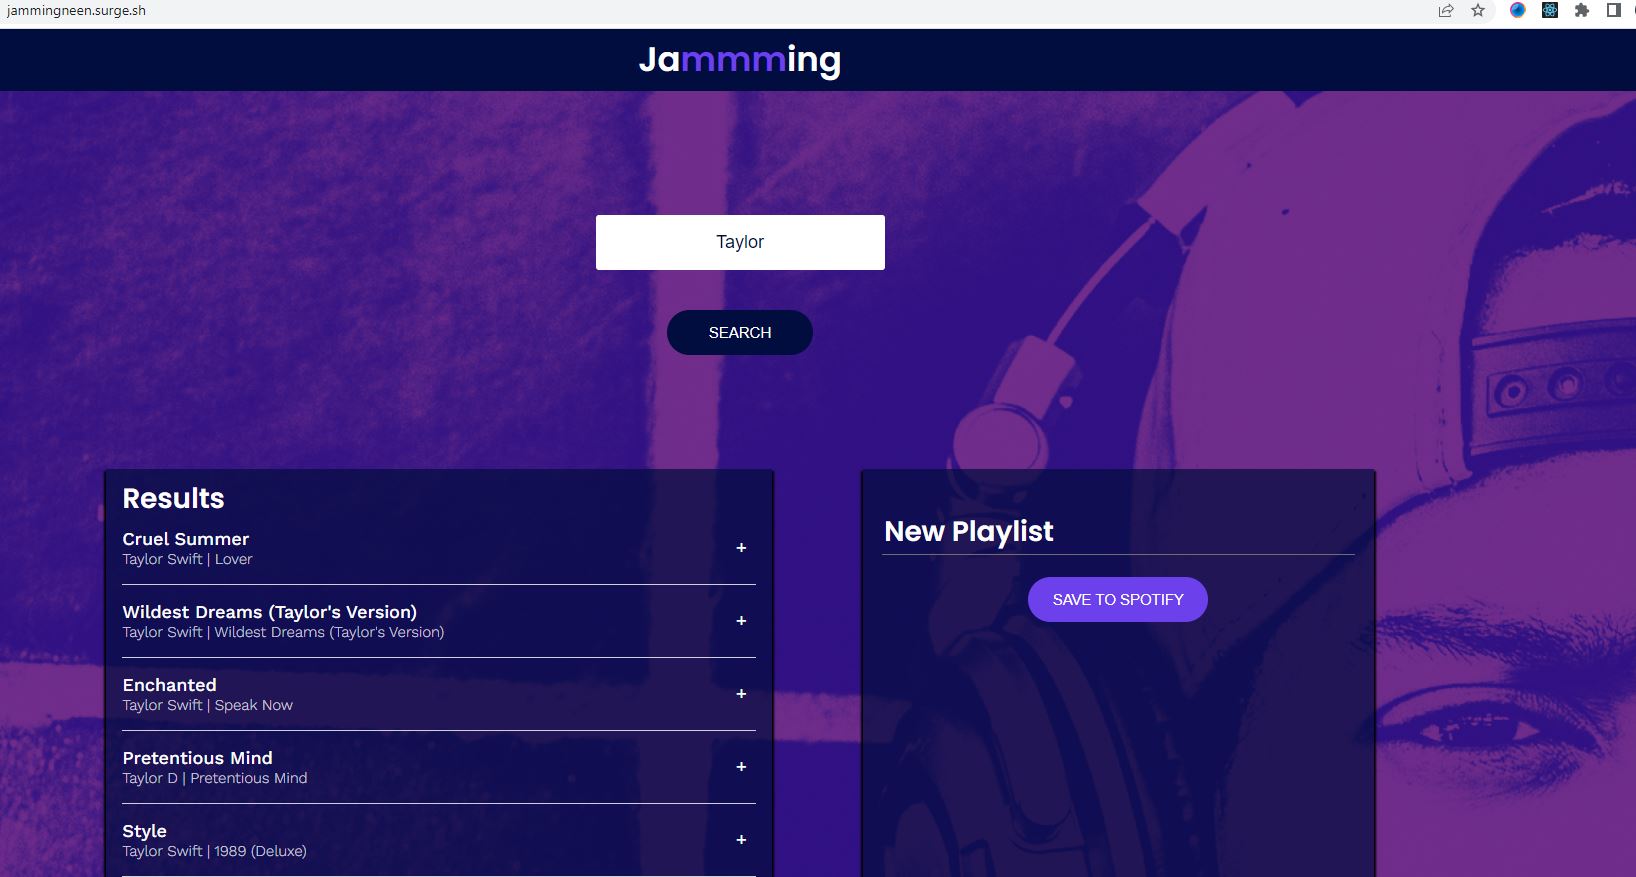 jammingneen.surge.sh
Jammming
Taylor
SEARCH
Results
Cruel Summer
Taylor Swift | Lover
+
Wildest Dreams (Taylor's Version)
Taylor Swift | Wildest Dreams (Taylor's Version)
+
Enchanted
Taylor Swift | Speak Now
+
Pretentious Mind
Taylor D | Pretentious Mind
+
Style
Taylor Swift | 1989 (Deluxe)
+
New Playlist
SAVE TO SPOTIFY